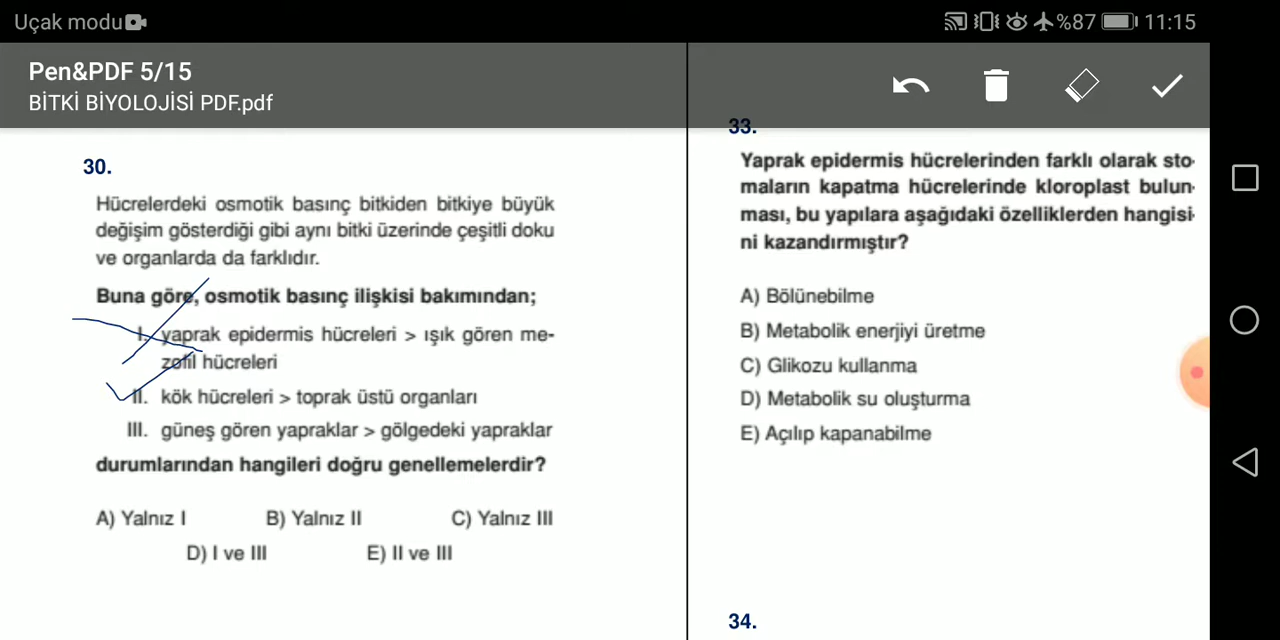 Uçak modu
%87 11:15
Pen&PDF 5/15
BİTKİ BİYOLOJİSİ PDF.pdf
30.
Hücrelerdeki osmotik basınç bitkiden bitkiye büyük
değişim gösterdiği gibi aynı bitki üzerinde çeşitli doku
ve organlarda da farklıdır.
Buna göre, osmotik basınç ilişkisi bakımından;
I. yaprak epidermis hücreleri > ışık gören me-
zofil hücreleri
II. kök hücreleri > toprak üstü organları
III. güneş gören yapraklar > gölgedeki yapraklar
durumlarından hangileri doğru genellemelerdir?
A) Yalnız I B) Yalnız II C) Yalnız III
D) I ve III E) II ve III
33.
Yaprak epidermis hücrelerinden farklı olarak sto-
maların kapatma hücrelerinde kloroplast bulun-
ması, bu yapılara aşağıdaki özelliklerden hangisi-
ni kazandırmıştır?
A) Bölünebilme
B) Metabolik enerjiyi üretme
C) Glikozu kullanma
D) Metabolik su oluşturma
E) Açılıp kapanabilme
34.